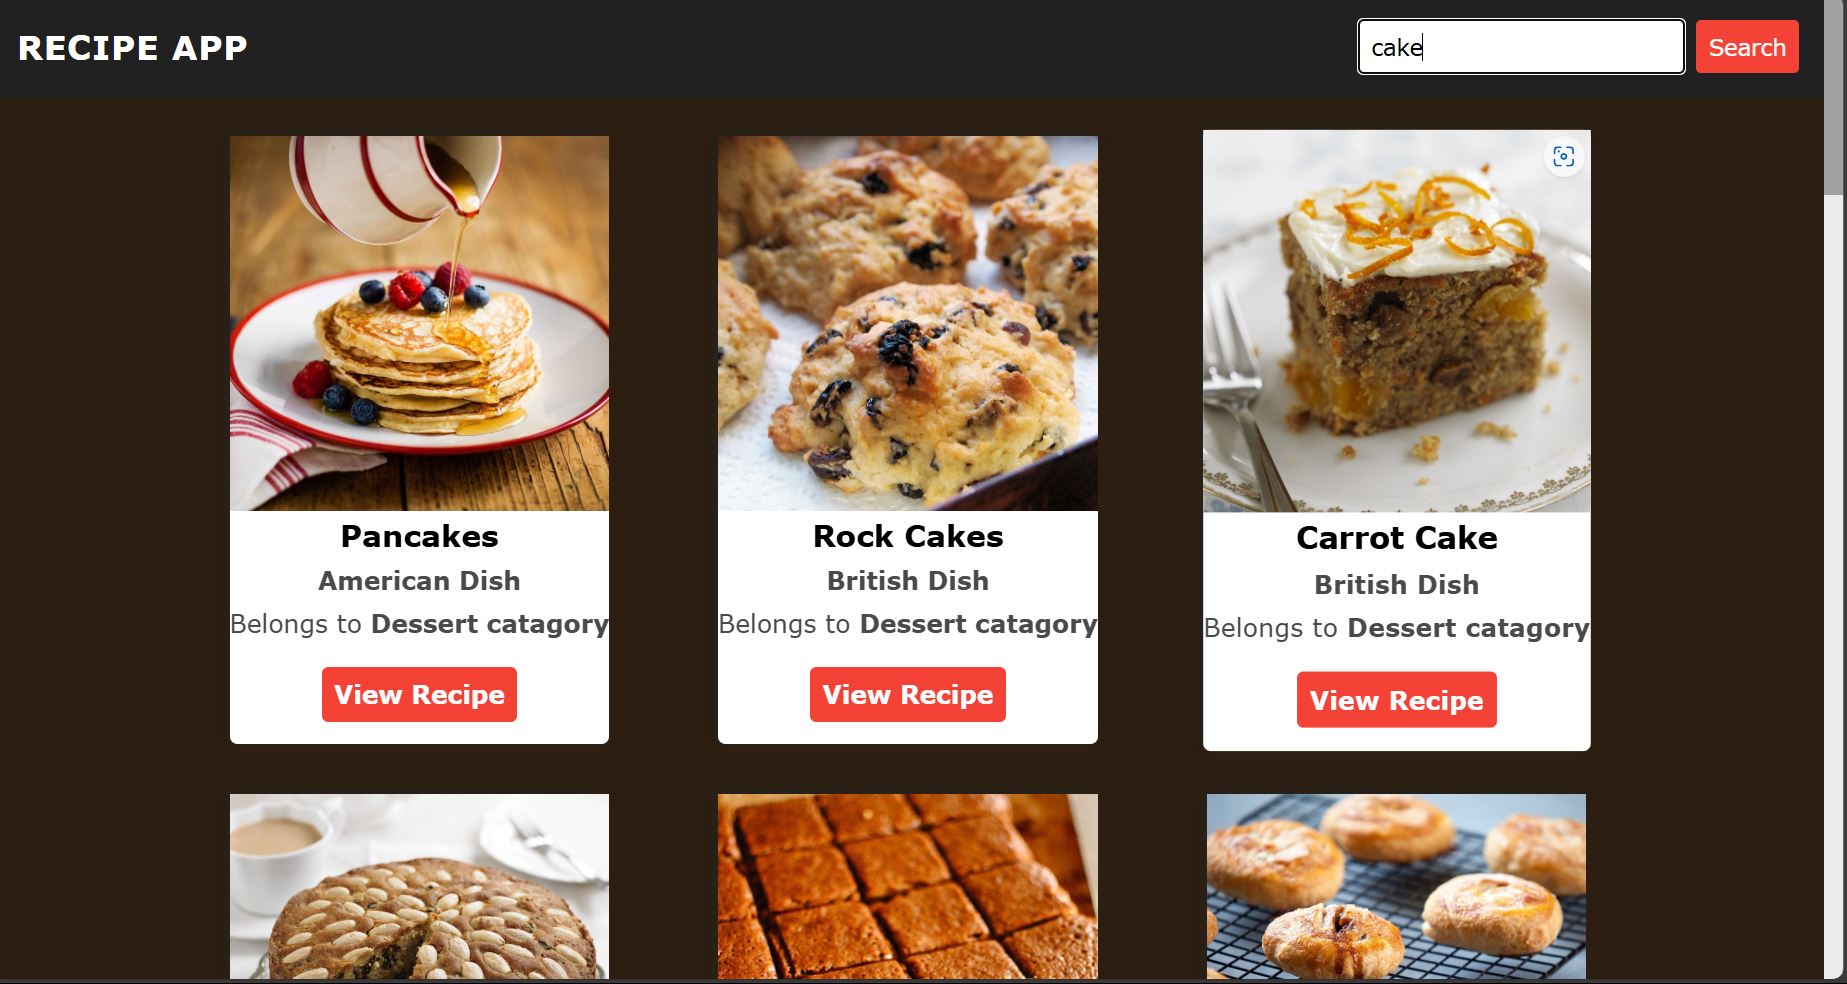 RECIPE APP
cake
Search
Pancakes
American Dish
Belongs to Dessert catagory
View Recipe
Rock Cakes
British Dish
Belongs to Dessert catagory
View Recipe
Carrot Cake
British Dish
Belongs to Dessert catagory
View Recipe